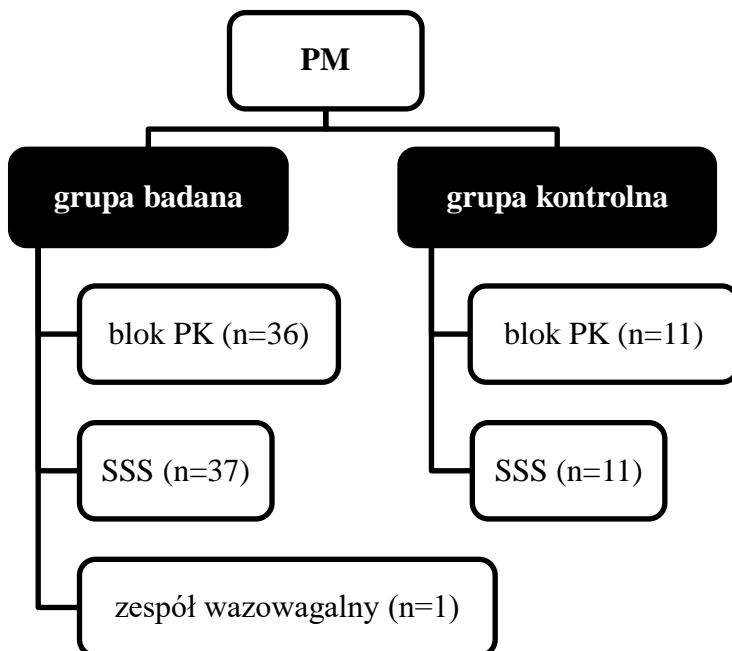 PM
grupa badana
grupa kontrolna
blok PK (n=36)
blok PK (n=11)
SSS (n=37)
SSS (n=11)
zespół wazowagalny (n=1)